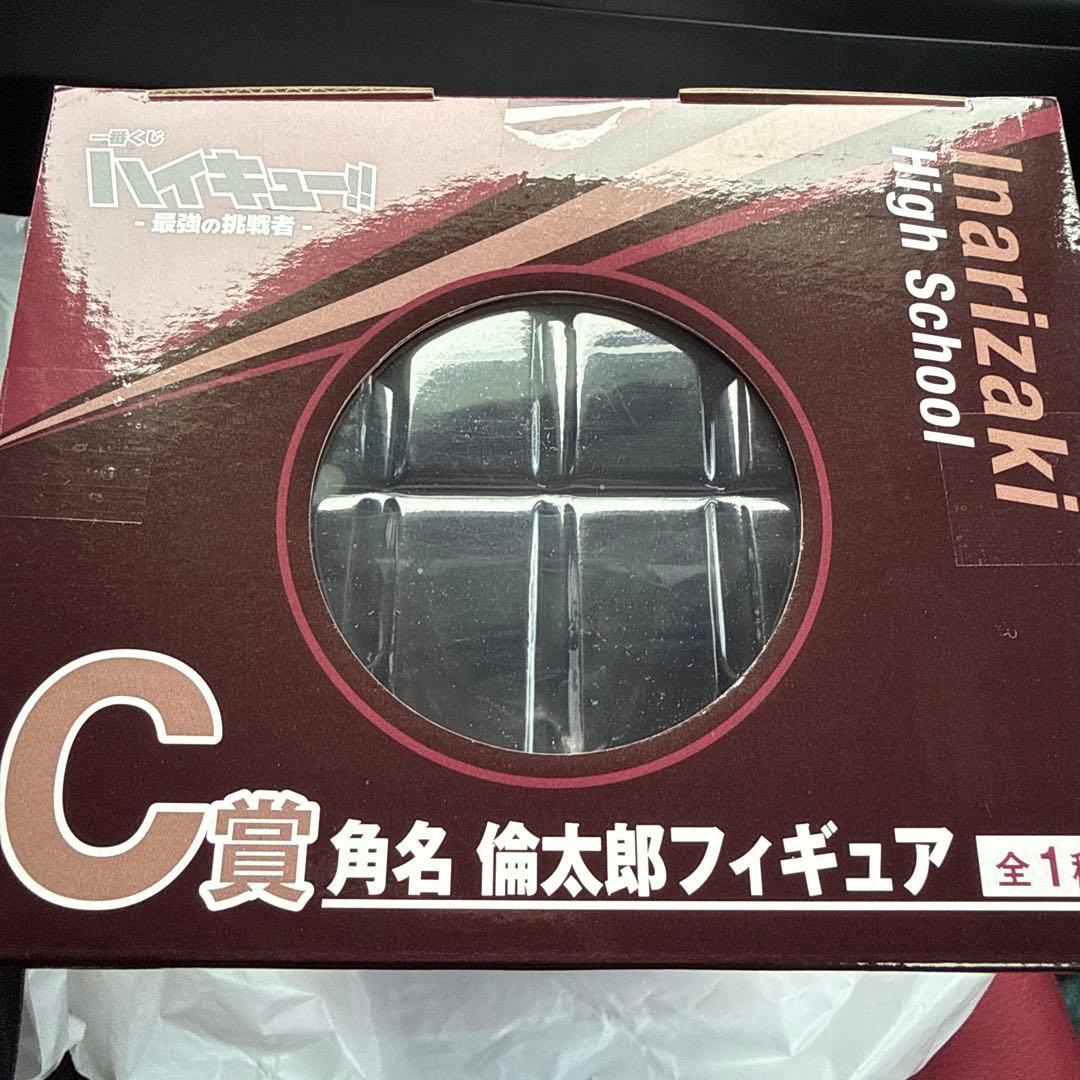 一番くじ
ハイキュー!!
- 最強の挑戦者 -
Inarizaki
High School
C賞 角名 倫太郎フィギュア
全1種